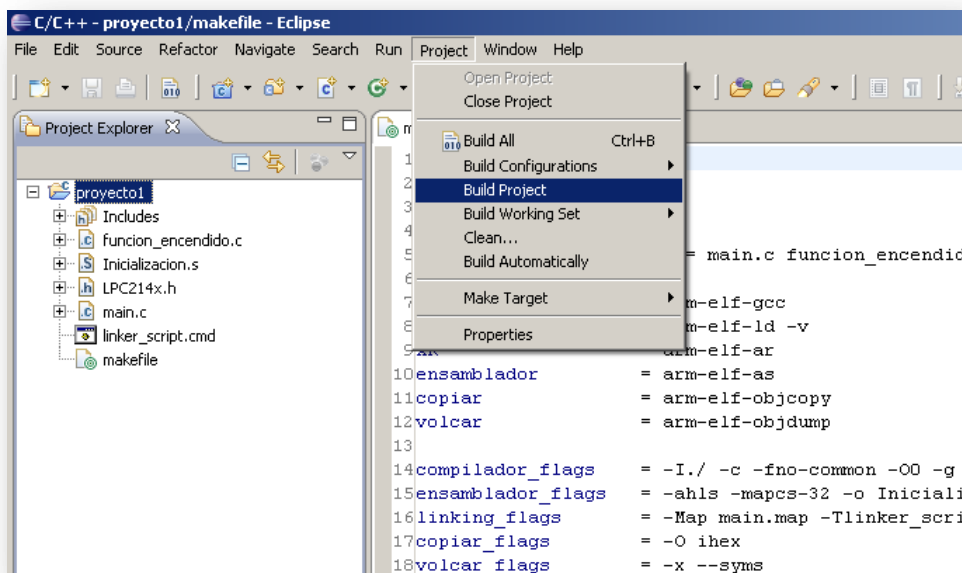 C/C++ - proyecto1/makefile - Eclipse
File Edit Source Refactor Navigate Search Run Project Window Help
Project Explorer
proyecto1
Includes
funcion_encendido.c
Inicializacion.s
LPC214x.h
main.c
linker_script.cmd
makefile
Open Project
Close Project
Build All Ctrl+B
Build Configurations
Build Project
Build Working Set
Clean...
Build Automatically
Make Target
Properties
1
2
3
4
5 = main.c funcion_encendid
6
7 m-elf-gcc
8 m-elf-ld -v
9 = arm-elf-ar
10 ensamblador = arm-elf-as
11 copiar = arm-elf-objcopy
12 volcar = arm-elf-objdump
13
14 compilador_flags = -I./ -c -fno-common -O0 -g
15 ensamblador_flags = -ahls -mapcs-32 -o Iniciali
16 linking_flags = -Map main.map -Tlinker_scri
17 copiar_flags = -O ihex
18 volcar_flags = -x --syms